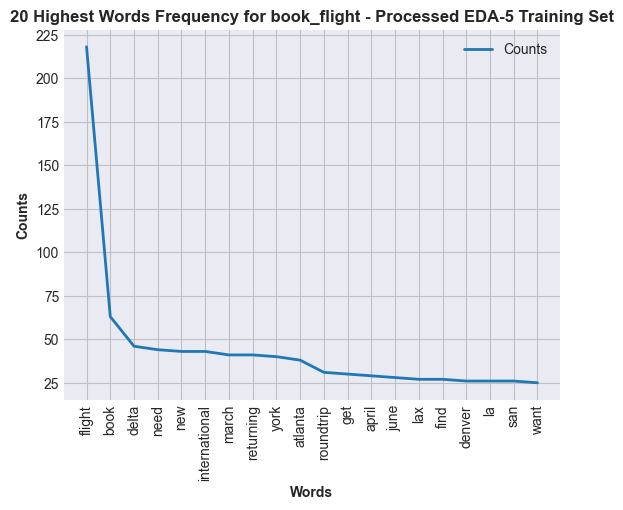 20 Highest Words Frequency for book_flight - Processed EDA-5 Training Set
Counts
225
200
175
150
125
100
75
50
25
Counts
flight
book
delta
need
new
international
march
returning
york
atlanta
roundtrip
get
april
june
lax
find
denver
la
san
want
Words